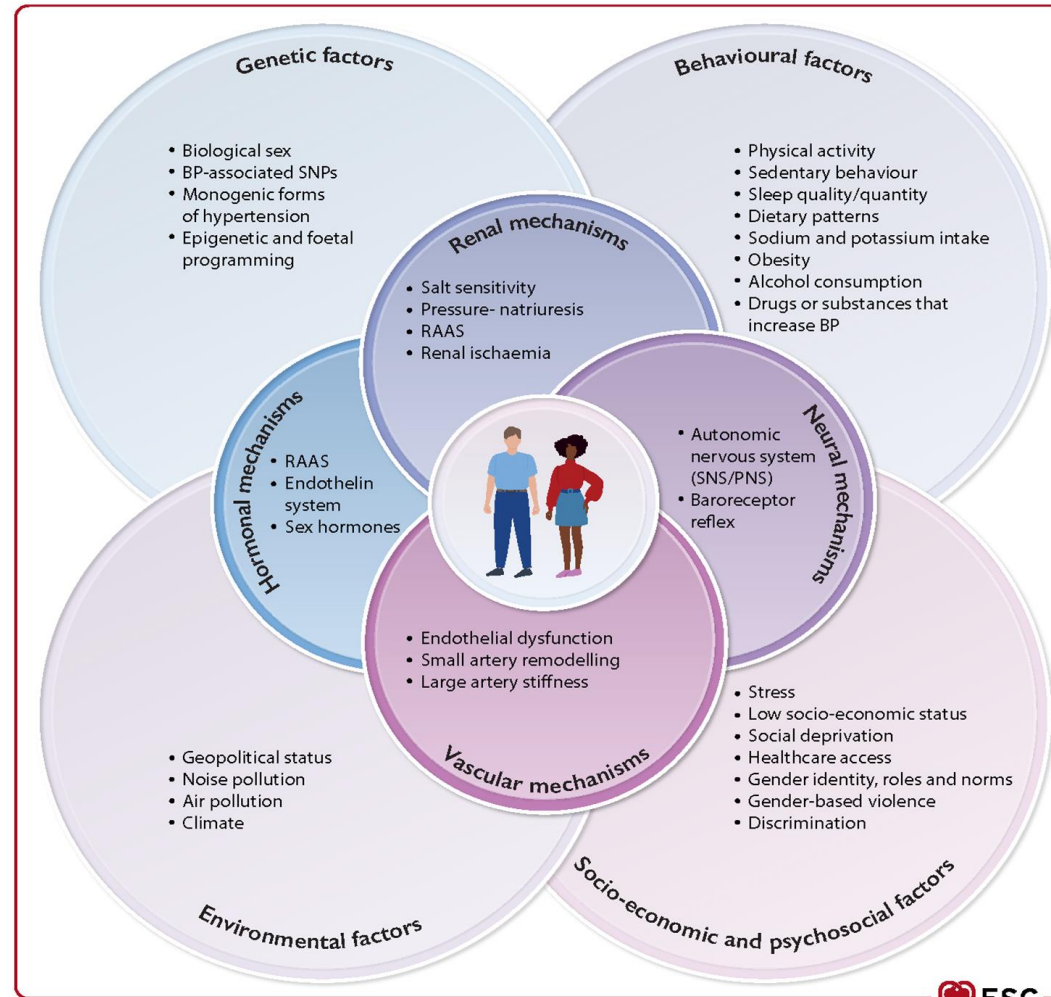 Genetic factors
• Biological sex
• BP-associated SNPs
• Monogenic forms
of hypertension
• Epigenetic and foetal
programming
Behavioural factors
• Physical activity
• Sedentary behaviour
• Sleep quality/quantity
• Dietary patterns
• Sodium and potassium intake
• Obesity
• Alcohol consumption
• Drugs or substances that
increase BP
Renal mechanisms
• Salt sensitivity
• Pressure- natriuresis
• RAAS
• Renal ischaemia
Hormonal mechanisms
• RAAS
• Endothelin
system
• Sex hormones
Neural mechanisms
• Autonomic
nervous system
(SNS/PNS)
• Baroreceptor
reflex
• Endothelial dysfunction
• Small artery remodelling
• Large artery stiffness
Vascular mechanisms
• Geopolitical status
• Noise pollution
• Air pollution
• Climate
Environmental factors
• Stress
• Low socio-economic status
• Social deprivation
• Healthcare access
• Gender identity, roles and norms
• Gender-based violence
• Discrimination
Socio-economic and psychosocial factors
ESC